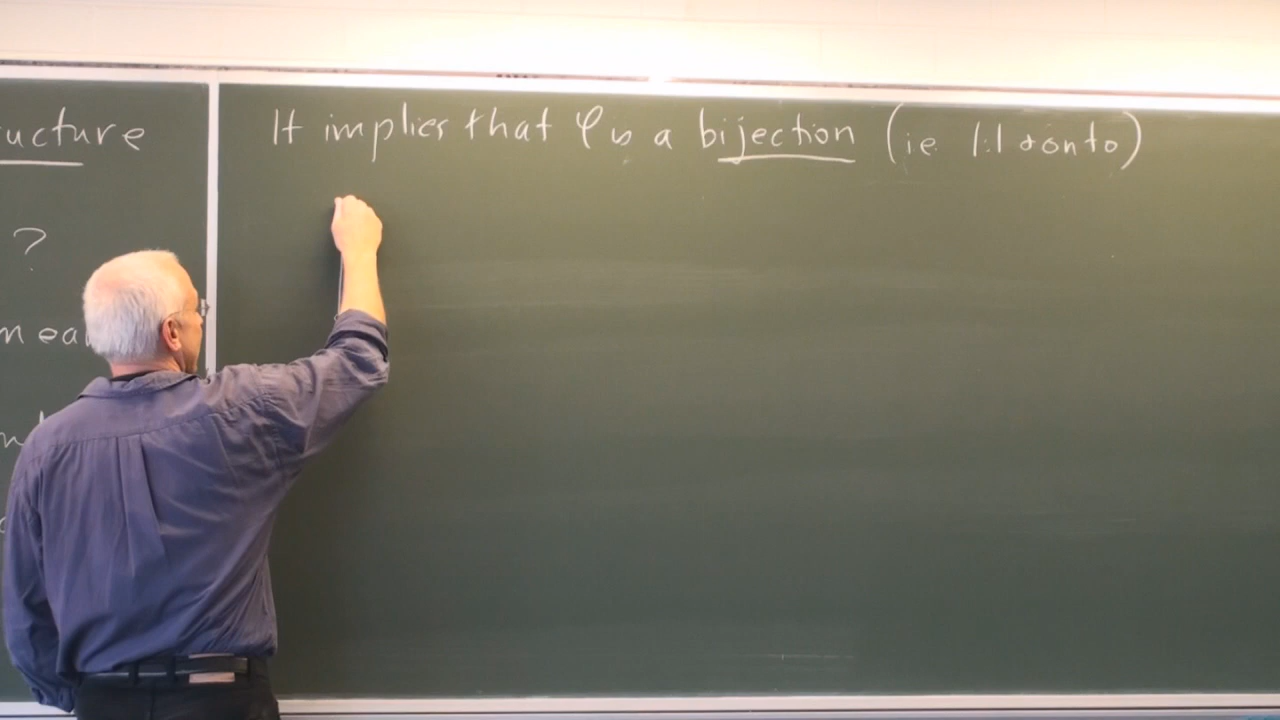 ucture
?
mea
It implies that φ is a bijection (ie 1:1 & onto)